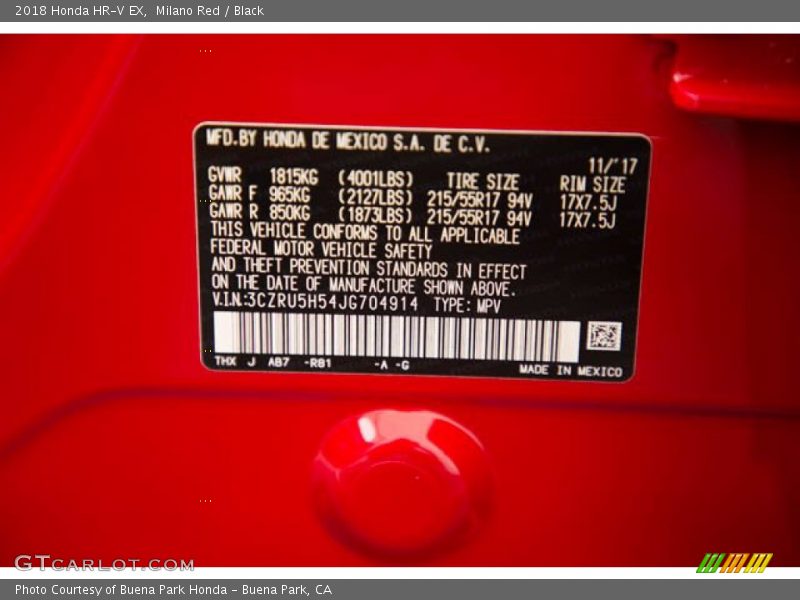 2018 Honda HR-V EX, Milano Red / Black
MFD.BY HONDA DE MEXICO S.A. DE C.V.
11/'17
GVWR 1815KG (4001LBS) TIRE SIZE RIM SIZE
GAWR F 965KG (2127LBS) 215/55R17 94V 17X7.5J
GAWR R 850KG (1873LBS) 215/55R17 94V 17X7.5J
THIS VEHICLE CONFORMS TO ALL APPLICABLE
FEDERAL MOTOR VEHICLE SAFETY
AND THEFT PREVENTION STANDARDS IN EFFECT
ON THE DATE OF MANUFACTURE SHOWN ABOVE.
V.I.N:3CZRU5H54JG704914 TYPE: MPV
THX J AB7 -R81 -A -G
MADE IN MEXICO
GTCARLOT.COM
Photo Courtesy of Buena Park Honda - Buena Park, CA